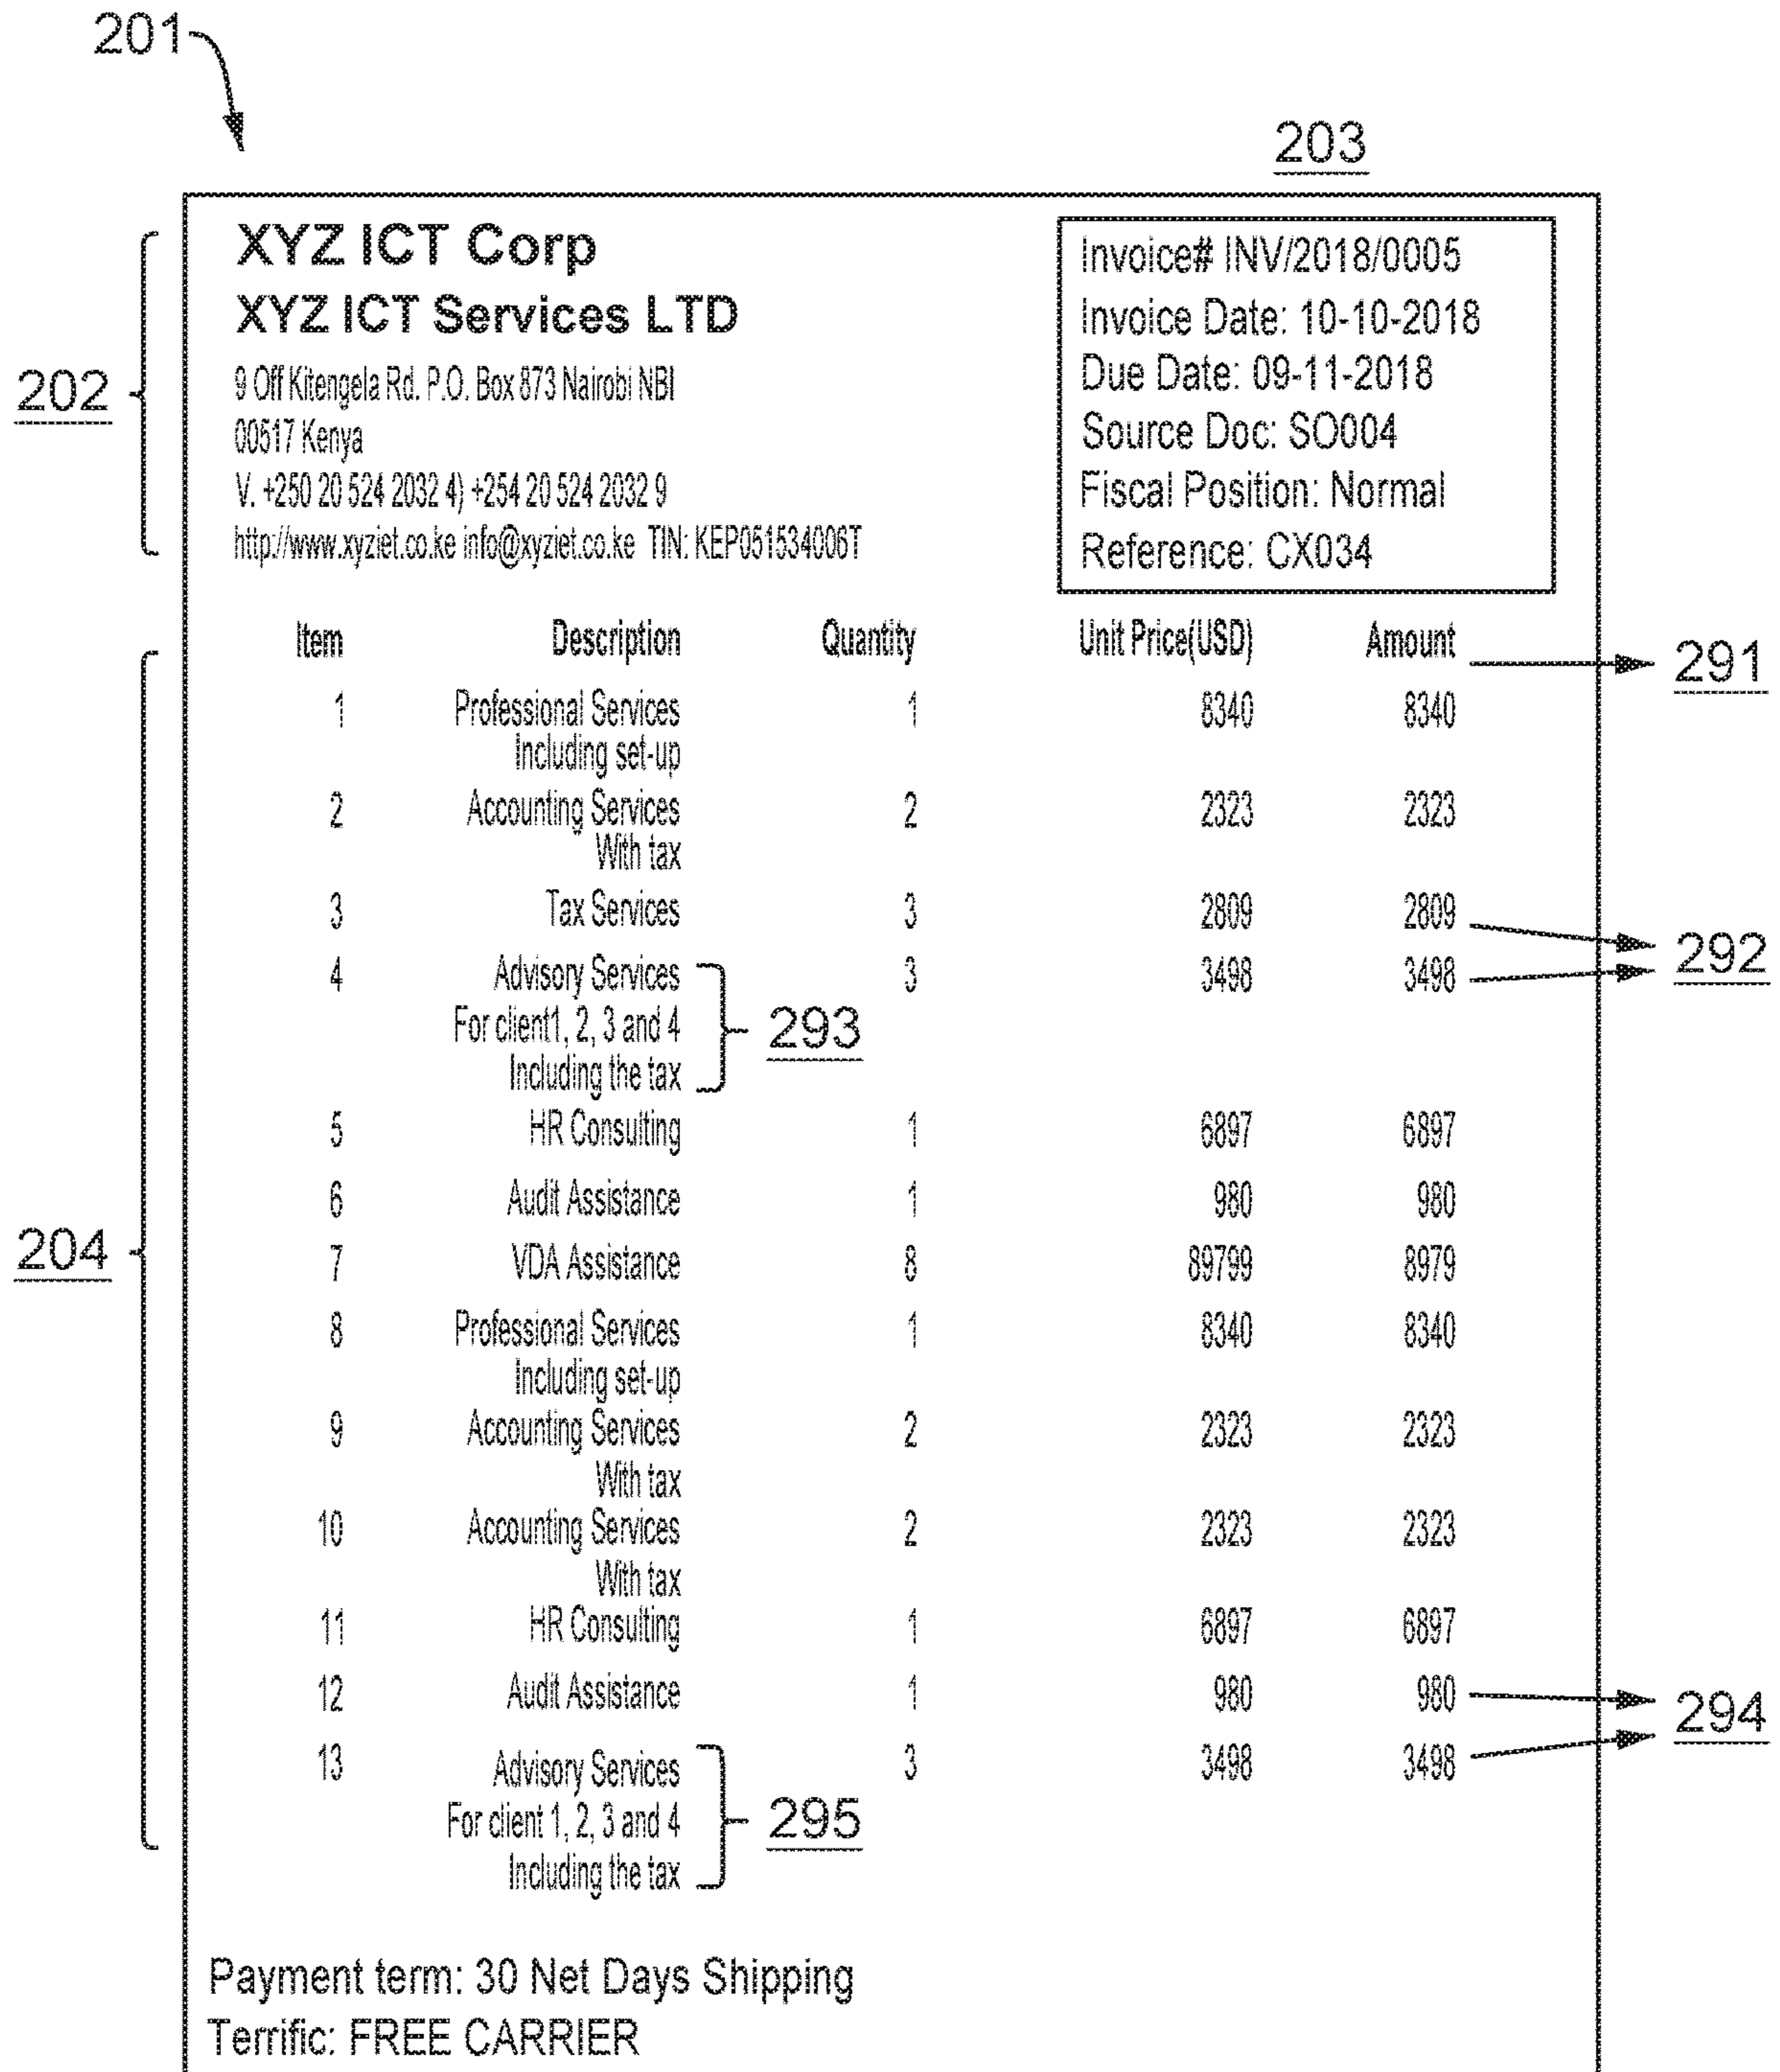 201
203
XYZ ICT Corp
XYZ ICT Services LTD
202
9 Off Kitengela Rd. P.O. Box 873 Nairobi NBI
00517 Kenya
V. +250 20 524 2032 4) +254 20 524 2032 9
http://www.xyziet.co.ke info@xyziet.co.ke TIN: KEP051534006T
Invoice# INV/2018/0005
Invoice Date: 10-10-2018
Due Date: 09-11-2018
Source Doc: SO004
Fiscal Position: Normal
Reference: CX034
Item Description Quantity Unit Price(USD) Amount
291
1 Professional Services 1 8340 8340
Including set-up
2 Accounting Services 2 2323 2323
With tax
3 Tax Services 3 2809 2809
292
4 Advisory Services 3 3498 3498
For client1, 2, 3 and 4
293
Including the tax
5 HR Consulting 1 6897 6897
6 Audit Assistance 1 980 980
204
7 VDA Assistance 8 89799 8979
8 Professional Services 1 8340 8340
Including set-up
9 Accounting Services 2 2323 2323
With tax
10 Accounting Services 2 2323 2323
With tax
11 HR Consulting 1 6897 6897
12 Audit Assistance 1 980 980
294
13 Advisory Services 3 3498 3498
For client 1, 2, 3 and 4
295
Including the tax
Payment term: 30 Net Days Shipping
Terrific: FREE CARRIER